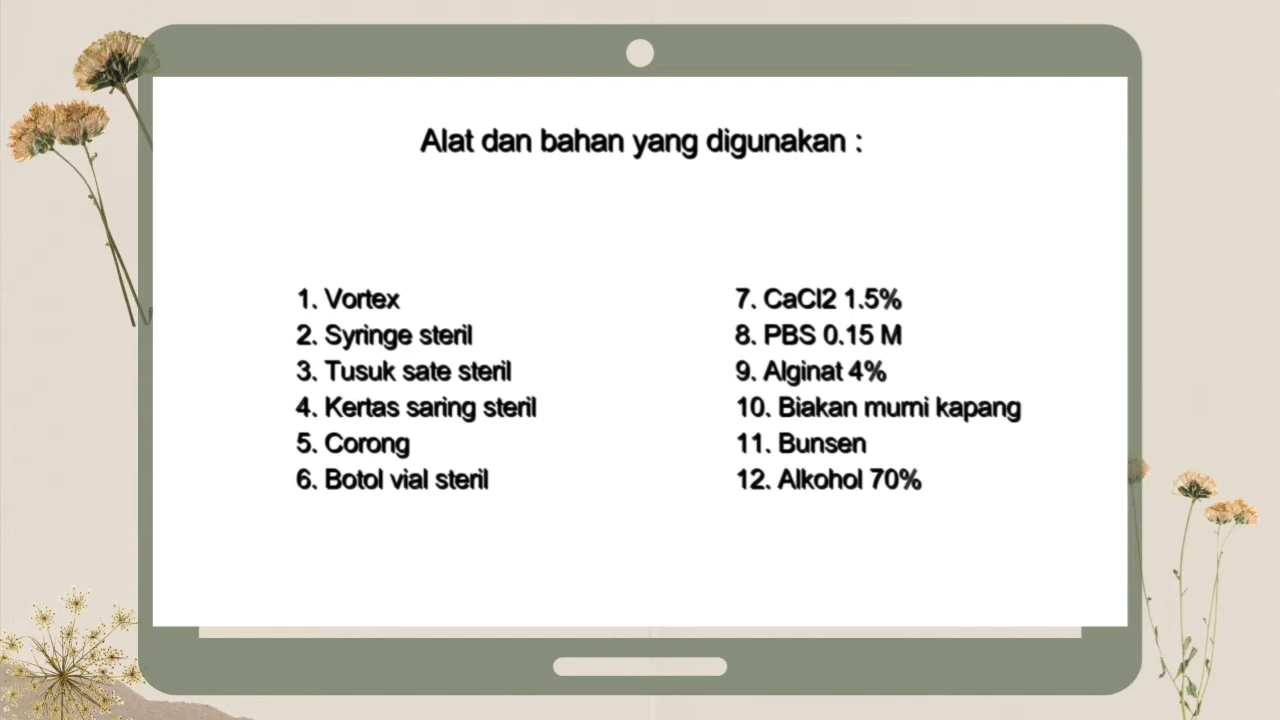 Alat dan bahan yang digunakan :
1. Vortex
2. Syringe steril
3. Tusuk sate steril
4. Kertas saring steril
5. Corong
6. Botol vial steril
7. CaCl2 1.5%
8. PBS 0.15 M
9. Alginat 4%
10. Biakan murni kapang
11. Bunsen
12. Alkohol 70%